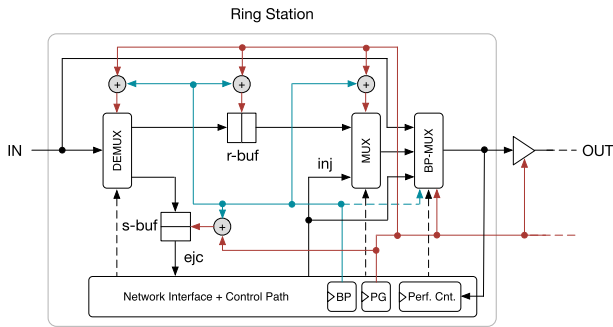 Ring Station
+
+
+
IN
DEMUX
r-buf
MUX
BP-MUX
OUT
inj
s-buf
+
ejc
Network Interface + Control Path
BP
PG
Perf. Cnt.